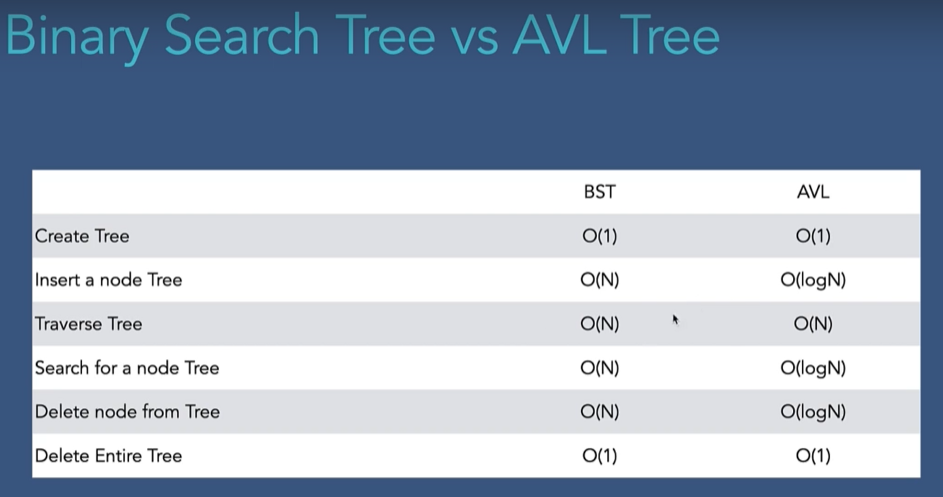 Binary Search Tree vs AVL Tree
BST AVL
Create Tree O(1) O(1)
Insert a node Tree O(N) O(logN)
Traverse Tree O(N) O(N)
Search for a node Tree O(N) O(logN)
Delete node from Tree O(N) O(logN)
Delete Entire Tree O(1) O(1)